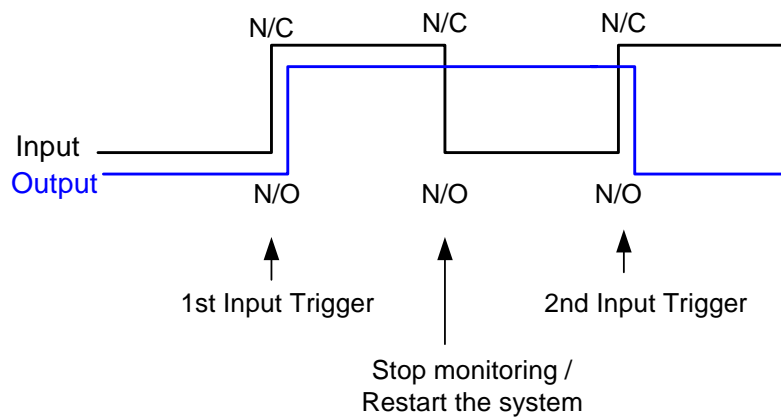 N/C N/C N/C
Input
Output
N/O N/O N/O
1st Input Trigger 2nd Input Trigger
Stop monitoring /
Restart the system